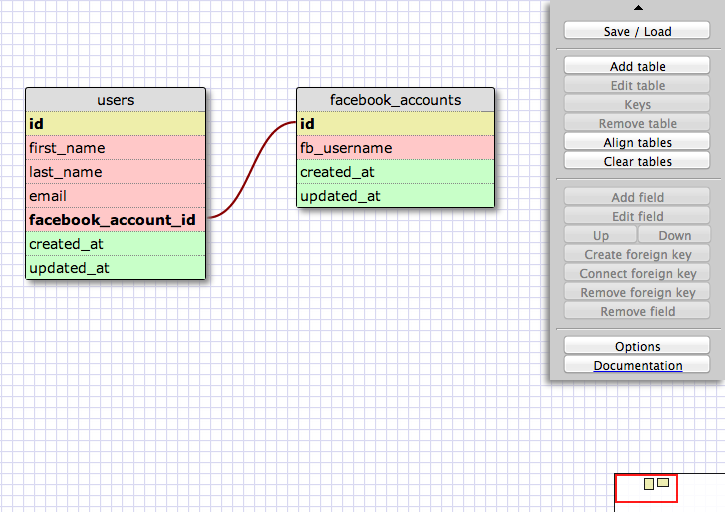 users
id
first_name
last_name
email
facebook_account_id
created_at
updated_at
facebook_accounts
id
fb_username
created_at
updated_at
Save / Load
Add table
Edit table
Keys
Remove table
Align tables
Clear tables
Add field
Edit field
Up Down
Create foreign key
Connect foreign key
Remove foreign key
Remove field
Options
Documentation